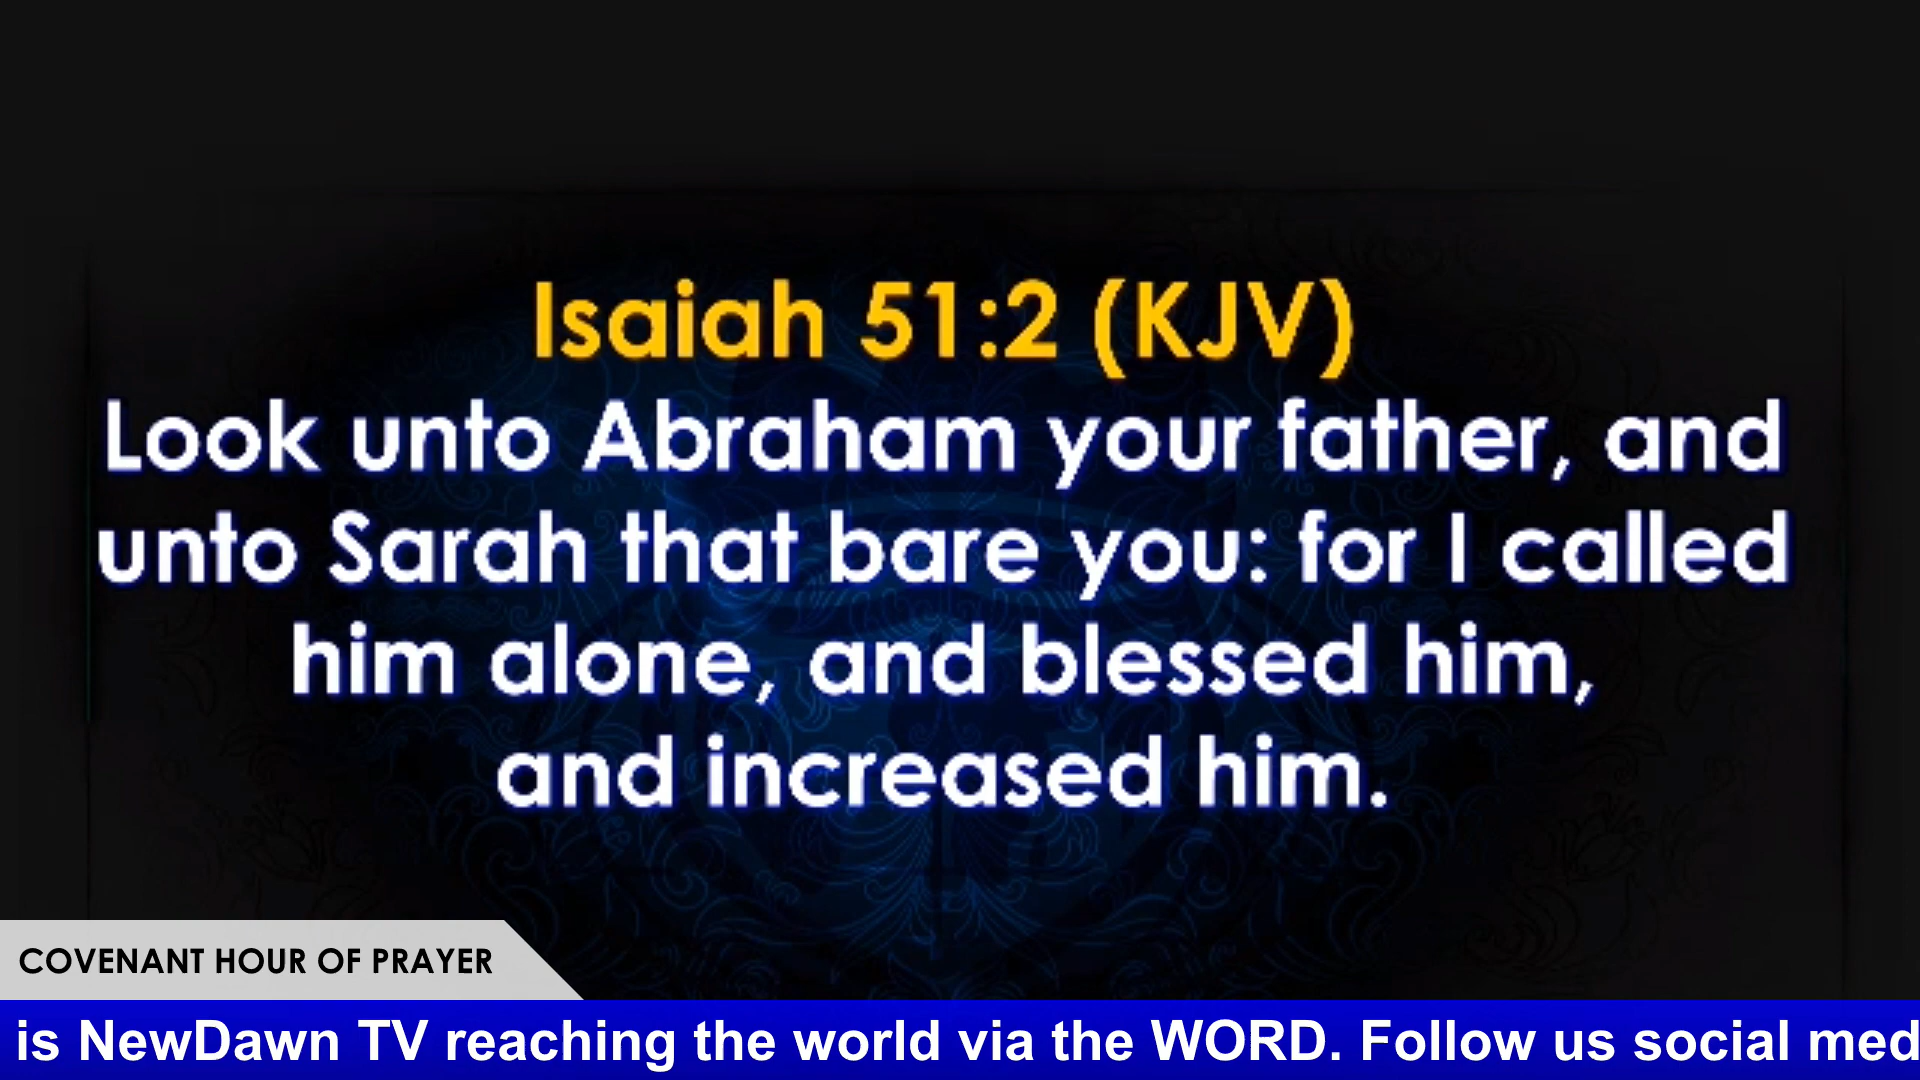 Isaiah 51:2 (KJV)
Look unto Abraham your father, and
unto Sarah that bare you: for I called
him alone, and blessed him,
and increased him.
COVENANT HOUR OF PRAYER
is NewDawn TV reaching the world via the WORD. Follow us social med